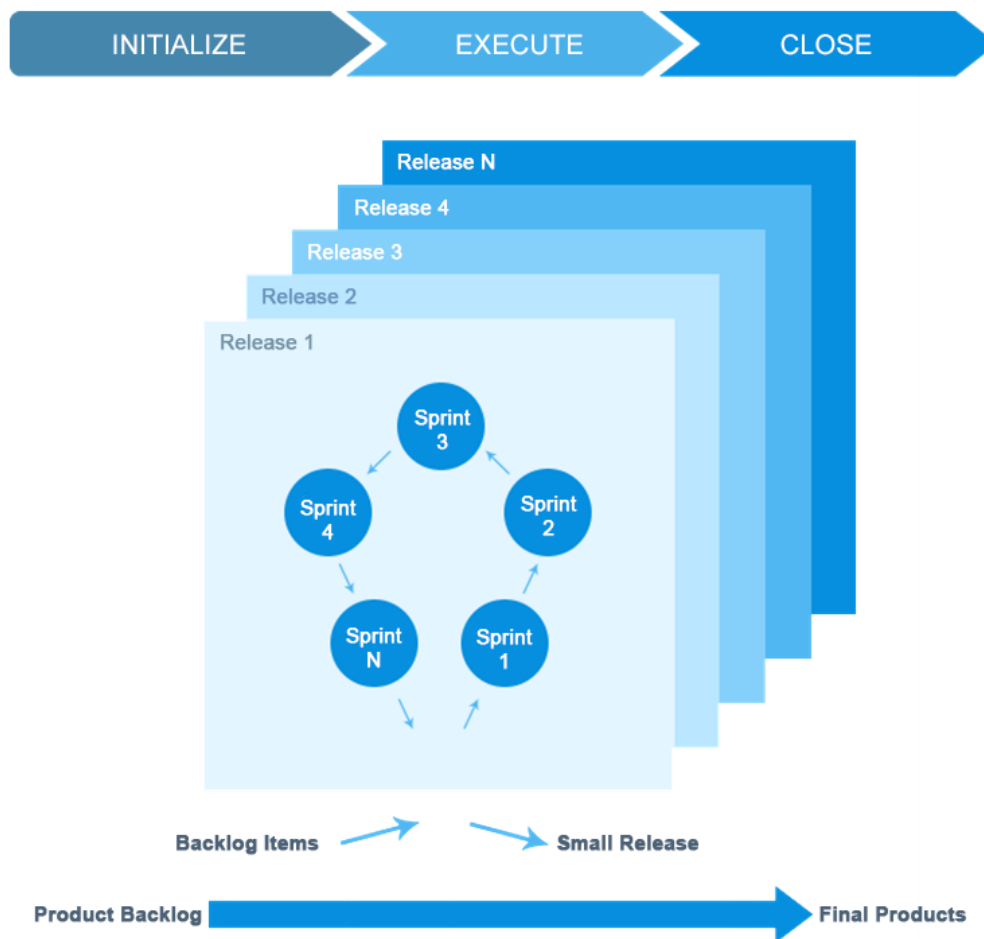 INITIALIZE
EXECUTE
CLOSE
Release N
Release 4
Release 3
Release 2
Release 1
Sprint
3
Sprint
4
Sprint
2
Sprint
N
Sprint
1
Backlog Items
Small Release
Product Backlog
Final Products